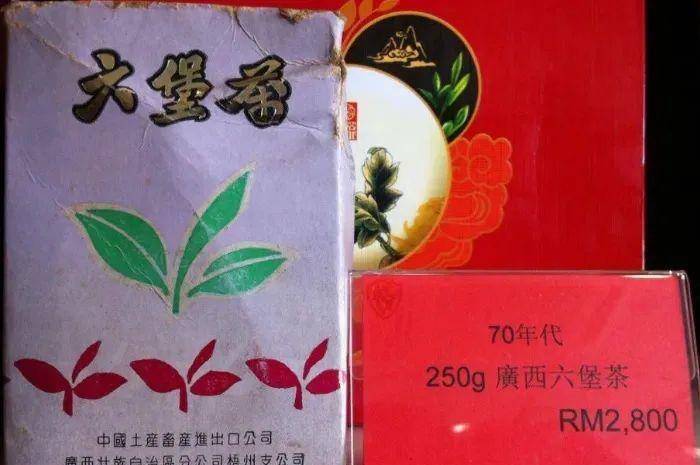 六堡茶
中國土産畜産進出口公司
廣西壯族自治區分公司梧州支公司
70年代
250g 廣西六堡茶
RM2,800